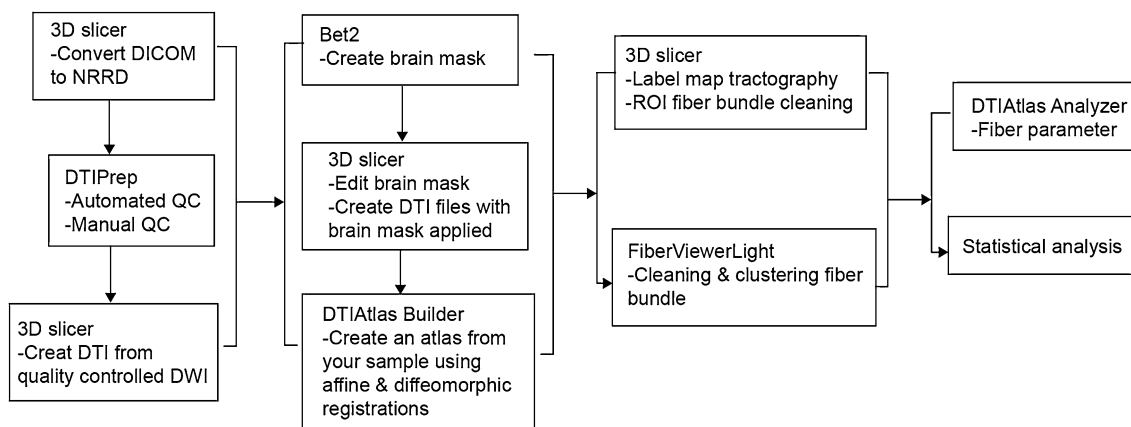 3D slicer
-Convert DICOM
to NRRD
DTIPrep
-Automated QC
-Manual QC
3D slicer
-Creat DTI from
quality controlled DWI
Bet2
-Create brain mask
3D slicer
-Edit brain mask
-Create DTI files with
brain mask applied
DTIAtlas Builder
-Create an atlas from
your sample using
affine & diffeomorphic
registrations
3D slicer
-Label map tractography
-ROI fiber bundle cleaning
FiberViewerLight
-Cleaning & clustering fiber
bundle
DTIAtlas Analyzer
-Fiber parameter
Statistical analysis